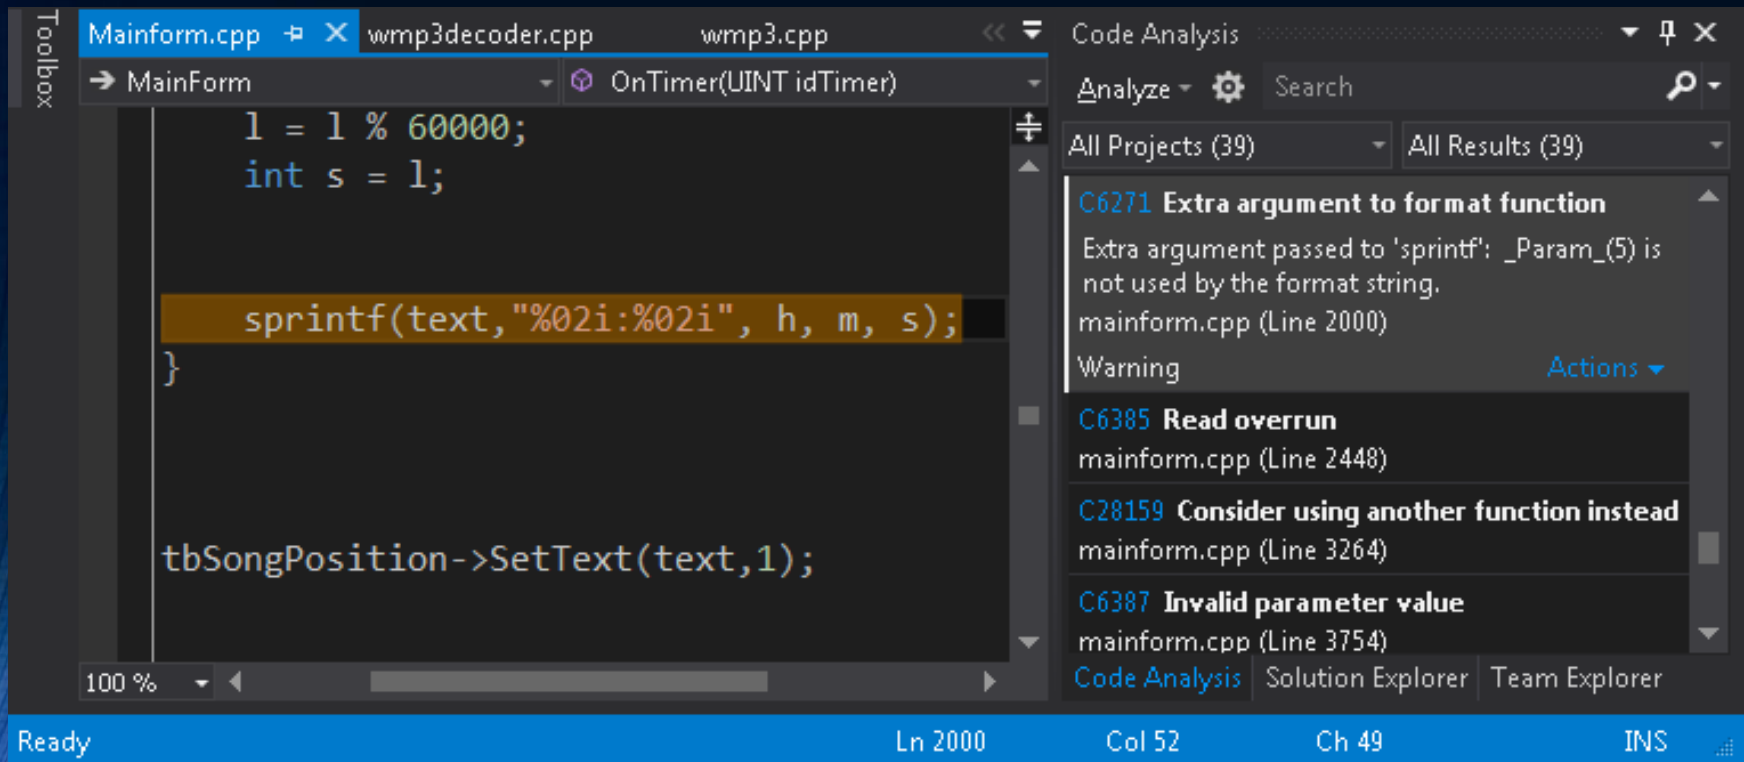 Toolbox
Mainform.cpp wmp3decoder.cpp wmp3.cpp
MainForm OnTimer(UINT idTimer)
l = l % 60000;
int s = l;
sprintf(text,"%02i:%02i", h, m, s);
}
tbSongPosition->SetText(text,1);
100 %
Code Analysis
Analyze Search
All Projects (39) All Results (39)
C6271 Extra argument to format function
Extra argument passed to 'sprintf': _Param_(5) is
not used by the format string.
mainform.cpp (Line 2000)
Warning Actions
C6385 Read overrun
mainform.cpp (Line 2448)
C28159 Consider using another function instead
mainform.cpp (Line 3264)
C6387 Invalid parameter value
mainform.cpp (Line 3754)
Code Analysis Solution Explorer Team Explorer
Ready Ln 2000 Col 52 Ch 49 INS